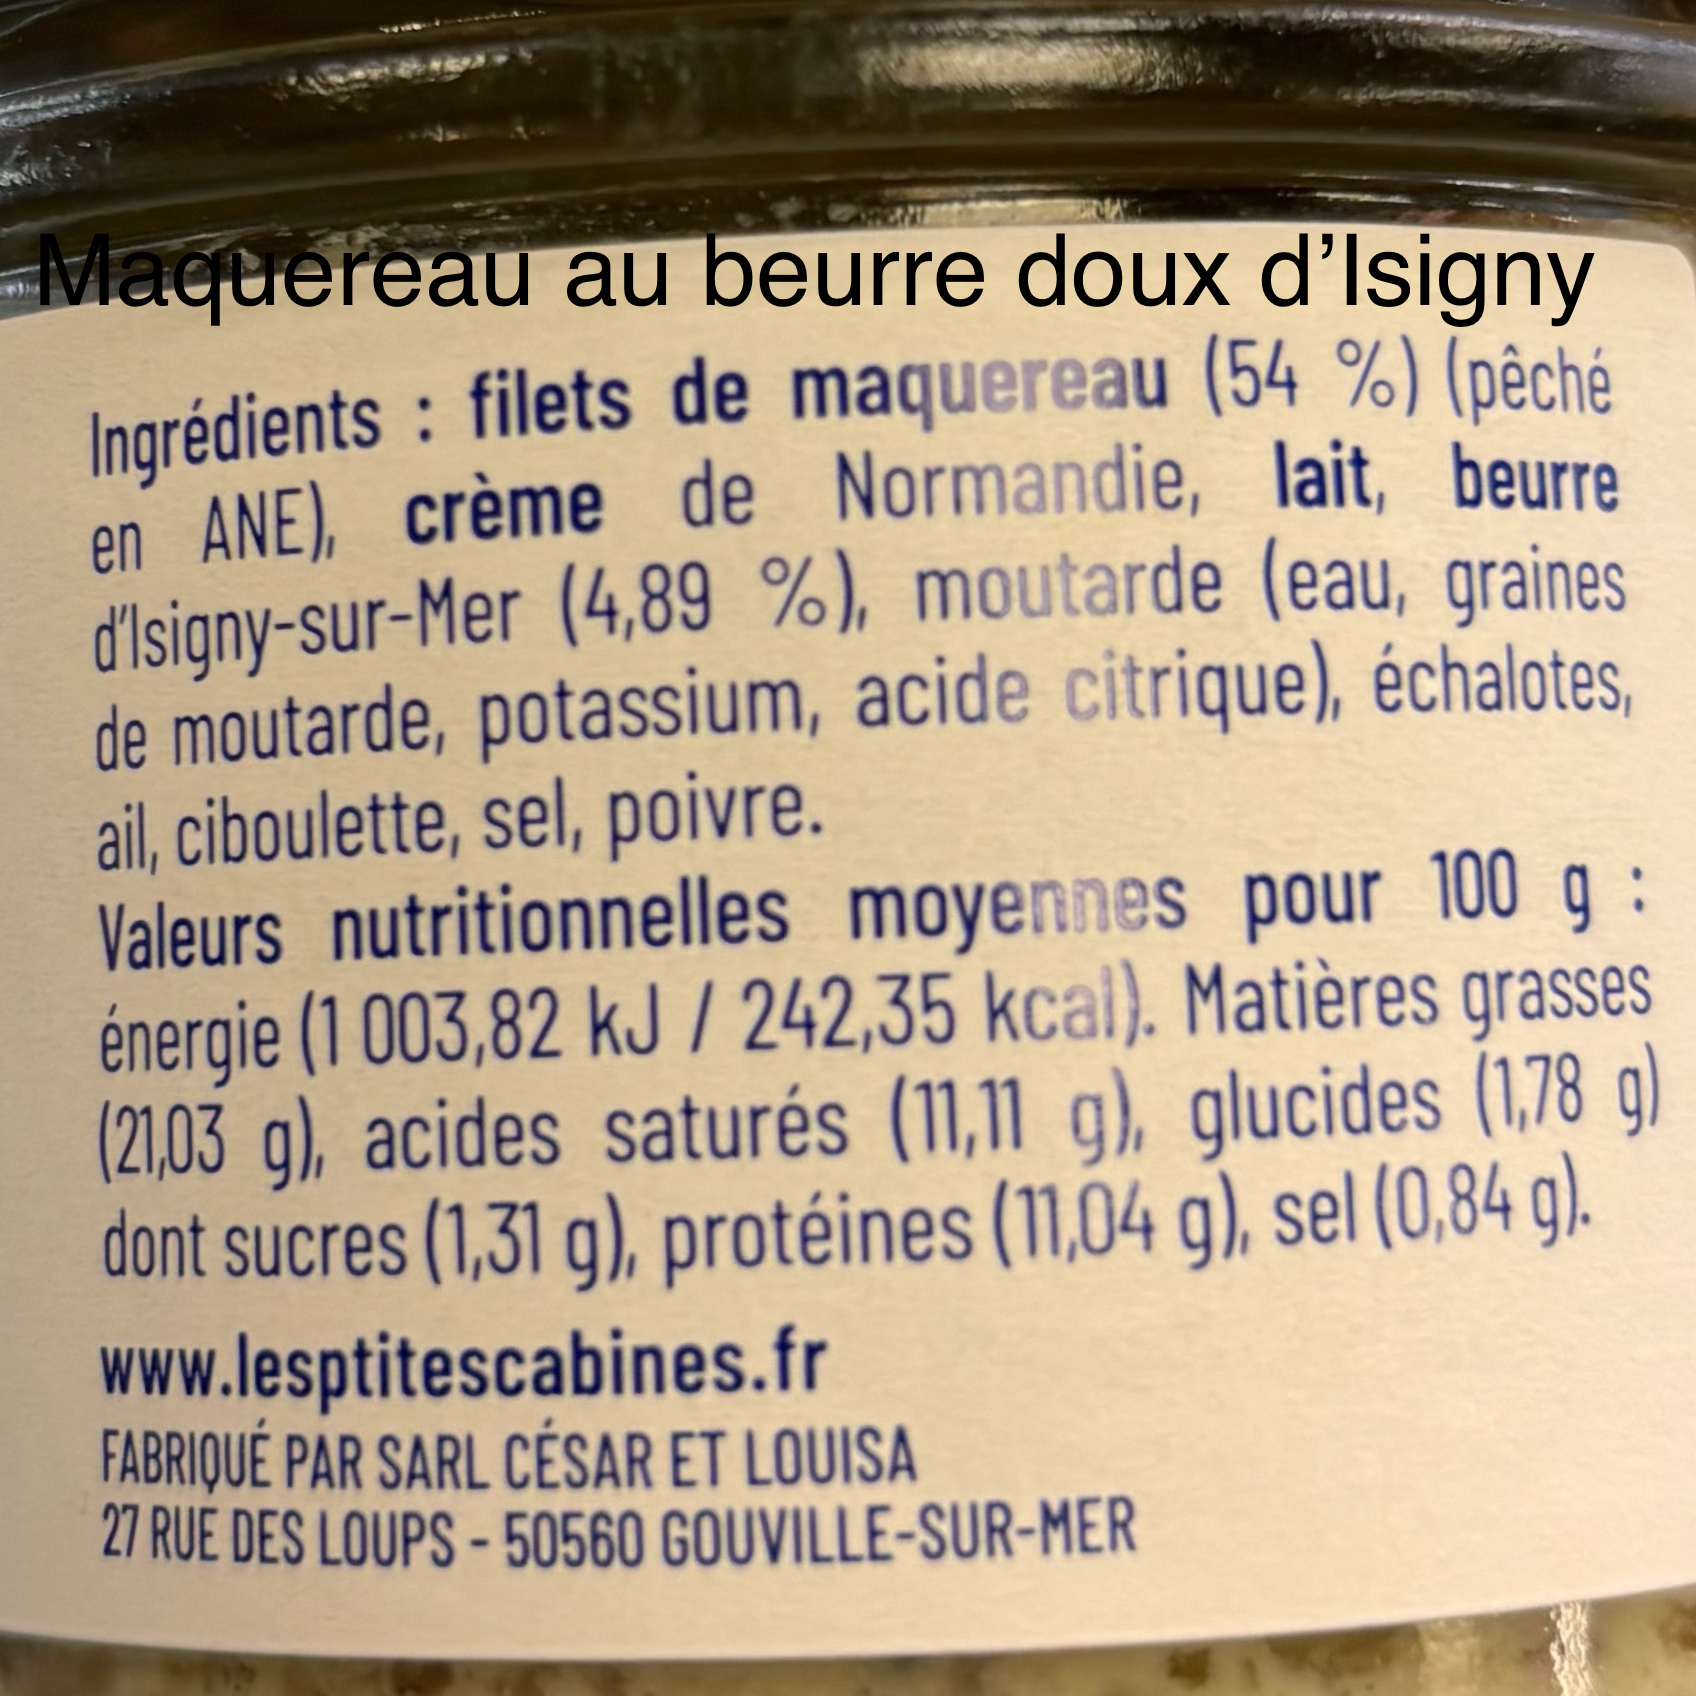 Maquereau au beurre doux d’Isigny
Ingrédients : filets de maquereau (54 %) (pêché
en ANE), crème de Normandie, lait, beurre
d'Isigny-sur-Mer (4,89 %), moutarde (eau, graines
de moutarde, potassium, acide citrique), échalotes,
ail, ciboulette, sel, poivre.
Valeurs nutritionnelles moyennes pour 100 g :
énergie (1 003,82 kJ / 242,35 kcal). Matières grasses
(21,03 g), acides saturés (11,11 g), glucides (1,78 g)
dont sucres (1,31 g), protéines (11,04 g), sel (0,84 g).
www.lesptitescabines.fr
FABRIQUÉ PAR SARL CÉSAR ET LOUISA
27 RUE DES LOUPS - 50560 GOUVILLE-SUR-MER